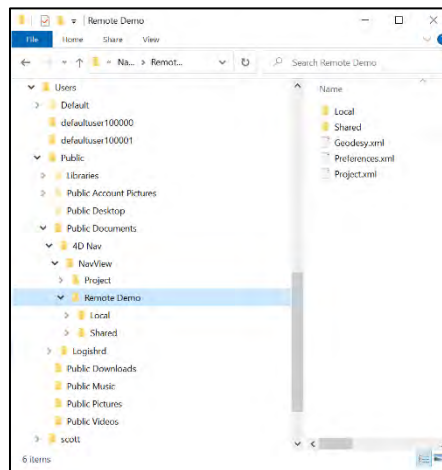 Remote Demo
File Home Share View
Na... Remot... Search Remote Demo
Users
Default
defaultuser100000
defaultuser100001
Public
Libraries
Public Account Pictures
Public Desktop
Public Documents
4D Nav
NavView
Project
Remote Demo
Local
Shared
Logishrd
Public Downloads
Public Music
Public Pictures
Public Videos
scott
Name
Local
Shared
Geodesy.xml
Preferences.xml
Project.xml
6 items